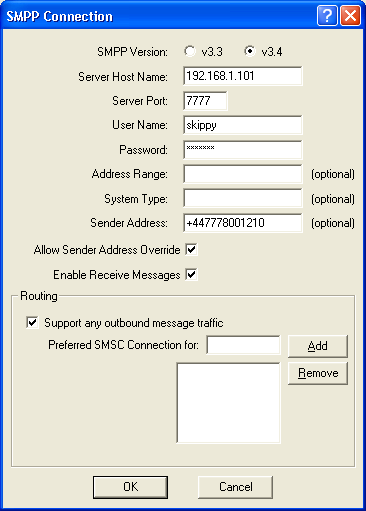 SMPP Connection
SMPP Version: v3.3 v3.4
Server Host Name: 192.168.1.101
Server Port: 7777
User Name: skippy
Password: xxxxxxx
Address Range: (optional)
System Type: (optional)
Sender Address: +447778001210 (optional)
Allow Sender Address Override
Enable Receive Messages
Routing
Support any outbound message traffic
Preferred SMSC Connection for: Add
Remove
OK Cancel